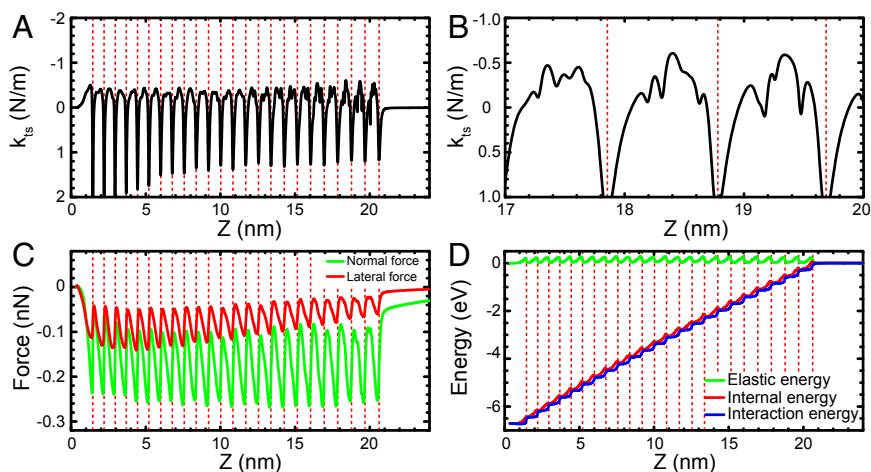 A
-2
-1
0
1
2
k_ts (N/m)
0 5 10 15 20
Z (nm)
B
-1.0
-0.5
0
0.5
1.0
k_ts (N/m)
17 18 19 20
Z (nm)
C
Normal force
Lateral force
0
-0.1
-0.2
-0.3
Force (nN)
0 5 10 15 20
Z (nm)
D
0
-2
-4
-6
Energy (eV)
Elastic energy
Internal energy
Interaction energy
0 5 10 15 20
Z (nm)